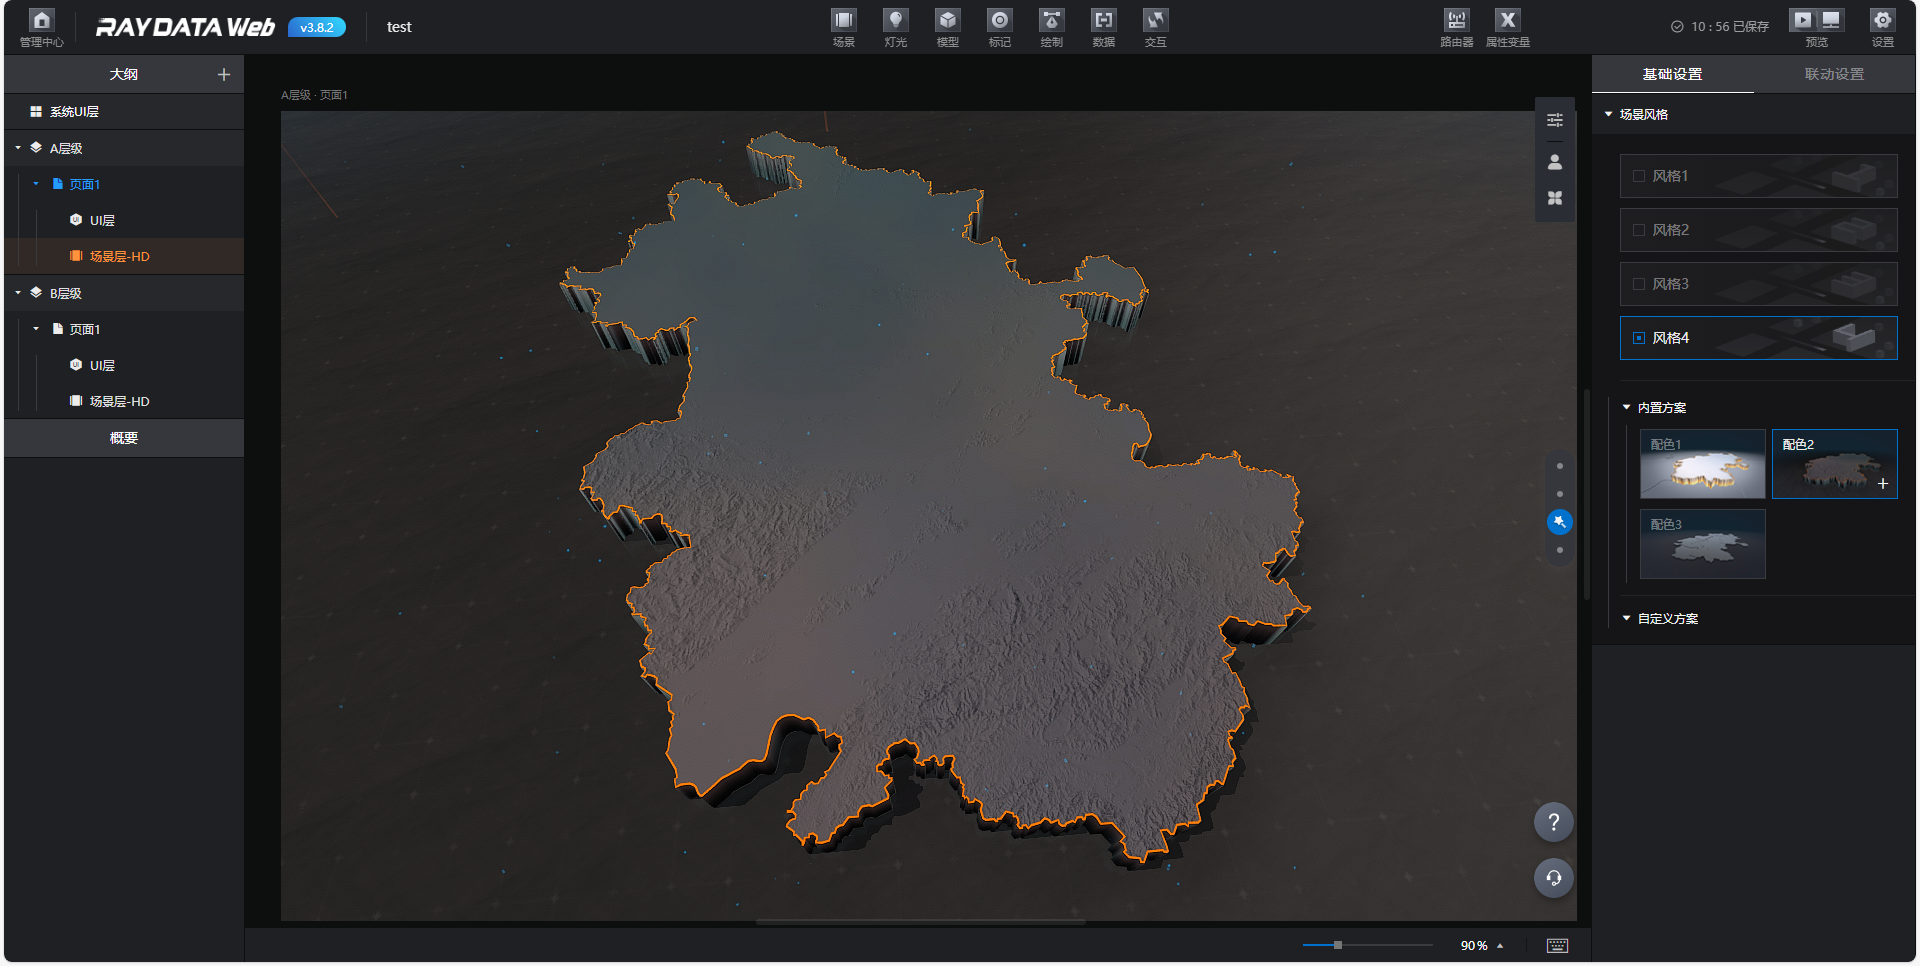 管理中心
RAYDATA Web
v3.8.2
test
场景
灯光
模型
标记
绘制
数据
交互
路由器
属性变量
10 : 56 已保存
预览
设置
大纲
系统UI层
A层级
页面1
UI层
场景层-HD
B层级
页面1
UI层
场景层-HD
概要
A层级 · 页面1
90%
基础设置
联动设置
场景风格
风格1
风格2
风格3
风格4
内置方案
配色1
配色2
配色3
自定义方案